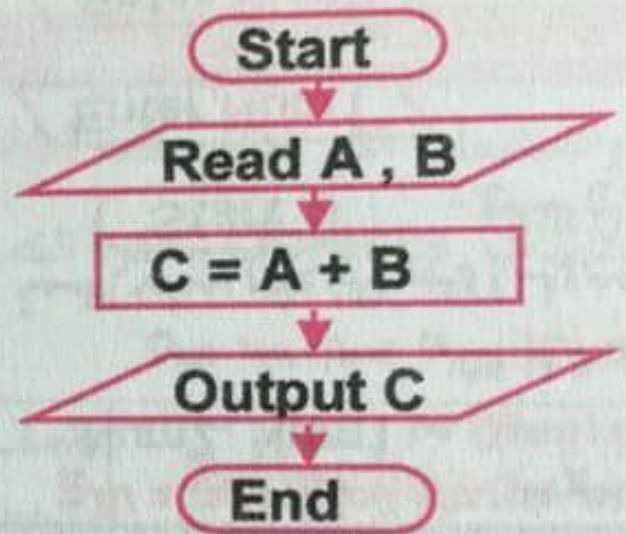 Start
Read A , B
C = A + B
Output C
End